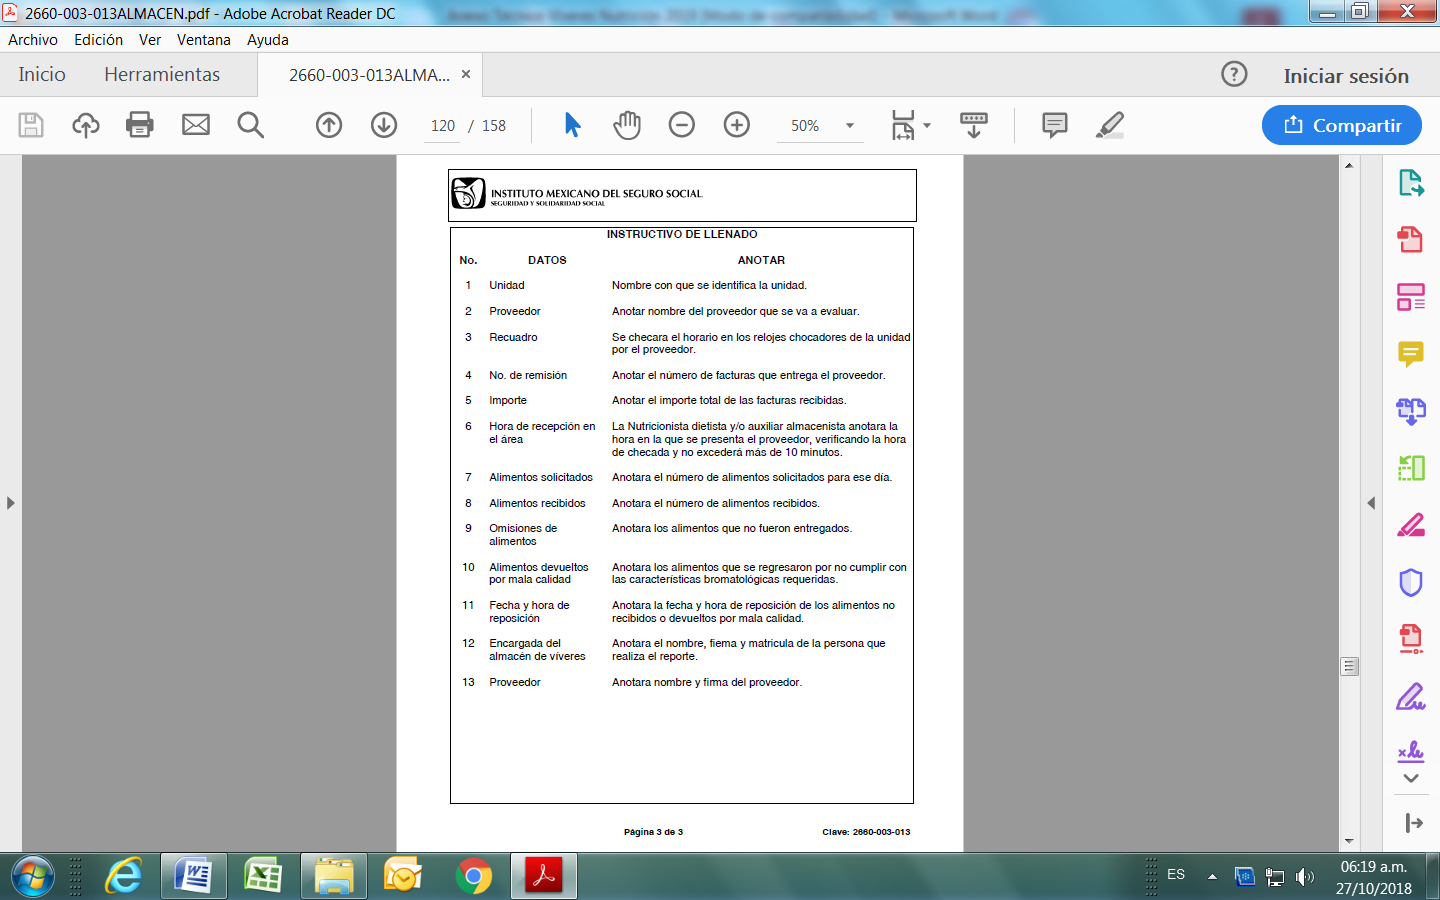 2660-003-013ALMACEN.pdf - Adobe Acrobat Reader DC
Archivo Edición Ver Ventana Ayuda
Inicio Herramientas 2660-003-013ALMA... × ? Iniciar sesión
120 / 158 50% Compartir
INSTITUTO MEXICANO DEL SEGURO SOCIAL
SEGURIDAD Y SOLIDARIDAD SOCIAL
INSTRUCTIVO DE LLENADO
No. DATOS ANOTAR
1 Unidad Nombre con que se identifica la unidad.
2 Proveedor Anotar nombre del proveedor que se va a evaluar.
3 Recuadro Se checara el horario en los relojes chocadores de la unidad
por el proveedor.
4 No. de remisión Anotar el número de facturas que entrega el proveedor.
5 Importe Anotar el importe total de las facturas recibidas.
6 Hora de recepción en La Nutricionista dietista y/o auxiliar almacenista anotara la
el área hora en la que se presenta el proveedor, verificando la hora
de checada y no excederá más de 10 minutos.
7 Alimentos solicitados Anotara el número de alimentos solicitados para ese día.
8 Alimentos recibidos Anotara el número de alimentos recibidos.
9 Omisiones de Anotara los alimentos que no fueron entregados.
alimentos
10 Alimentos devueltos Anotara los alimentos que se regresaron por no cumplir con
por mala calidad las características bromatológicas requeridas.
11 Fecha y hora de Anotara la fecha y hora de reposición de los alimentos no
reposición recibidos o devueltos por mala calidad.
12 Encargada del Anotara el nombre, fiema y matricula de la persona que
almacén de víveres realiza el reporte.
13 Proveedor Anotara nombre y firma del proveedor.
Página 3 de 3 Clave: 2660-003-013
ES 06:19 a.m.
27/10/2018